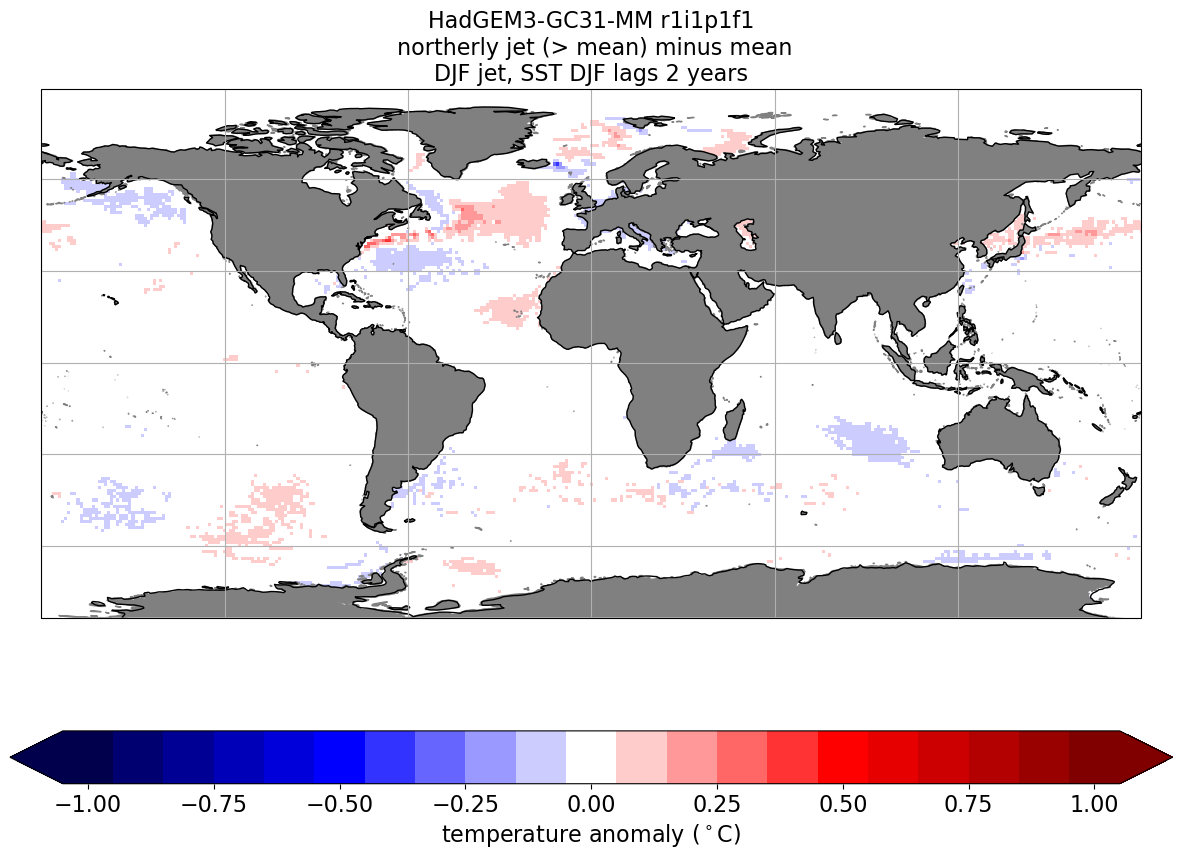 HadGEM3-GC31-MM r1i1p1f1
northerly jet (> mean) minus mean
DJF jet, SST DJF lags 2 years
−1.00 −0.75 −0.50 −0.25 0.00 0.25 0.50 0.75 1.00
temperature anomaly (°C)